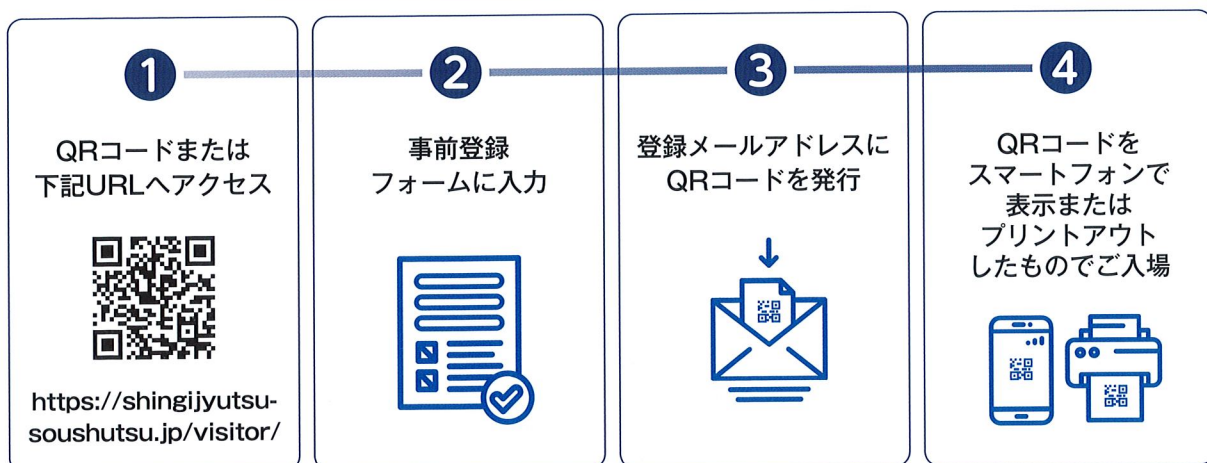 1
QRコードまたは
下記URLへアクセス
https://shingijyutsu-
soushutsu.jp/visitor/
2
事前登録
フォームに入力
3
登録メールアドレスに
QRコードを発行
4
QRコードを
スマートフォンで
表示または
プリントアウト
したものでご入場